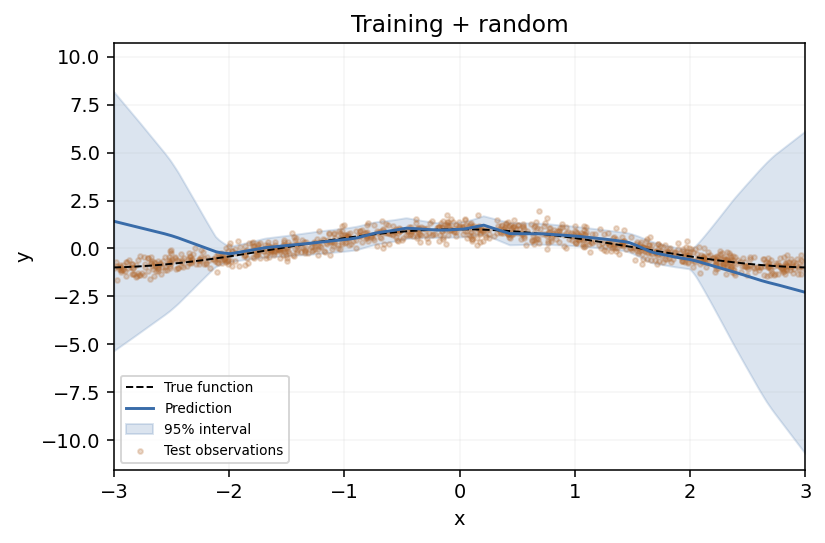 Training + random
10.0
7.5
5.0
2.5
0.0
−2.5
−5.0
−7.5
−10.0
y
True function
Prediction
95% interval
Test observations
−3 −2 −1 0 1 2 3
x